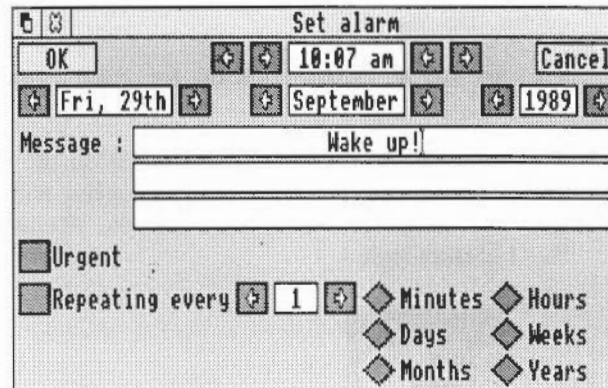 Set alarm
OK 10:07 am Cancel
Fri, 29th September 1989
Message : Wake up!
Urgent
Repeating every 1 Minutes Hours
Days Weeks
Months Years